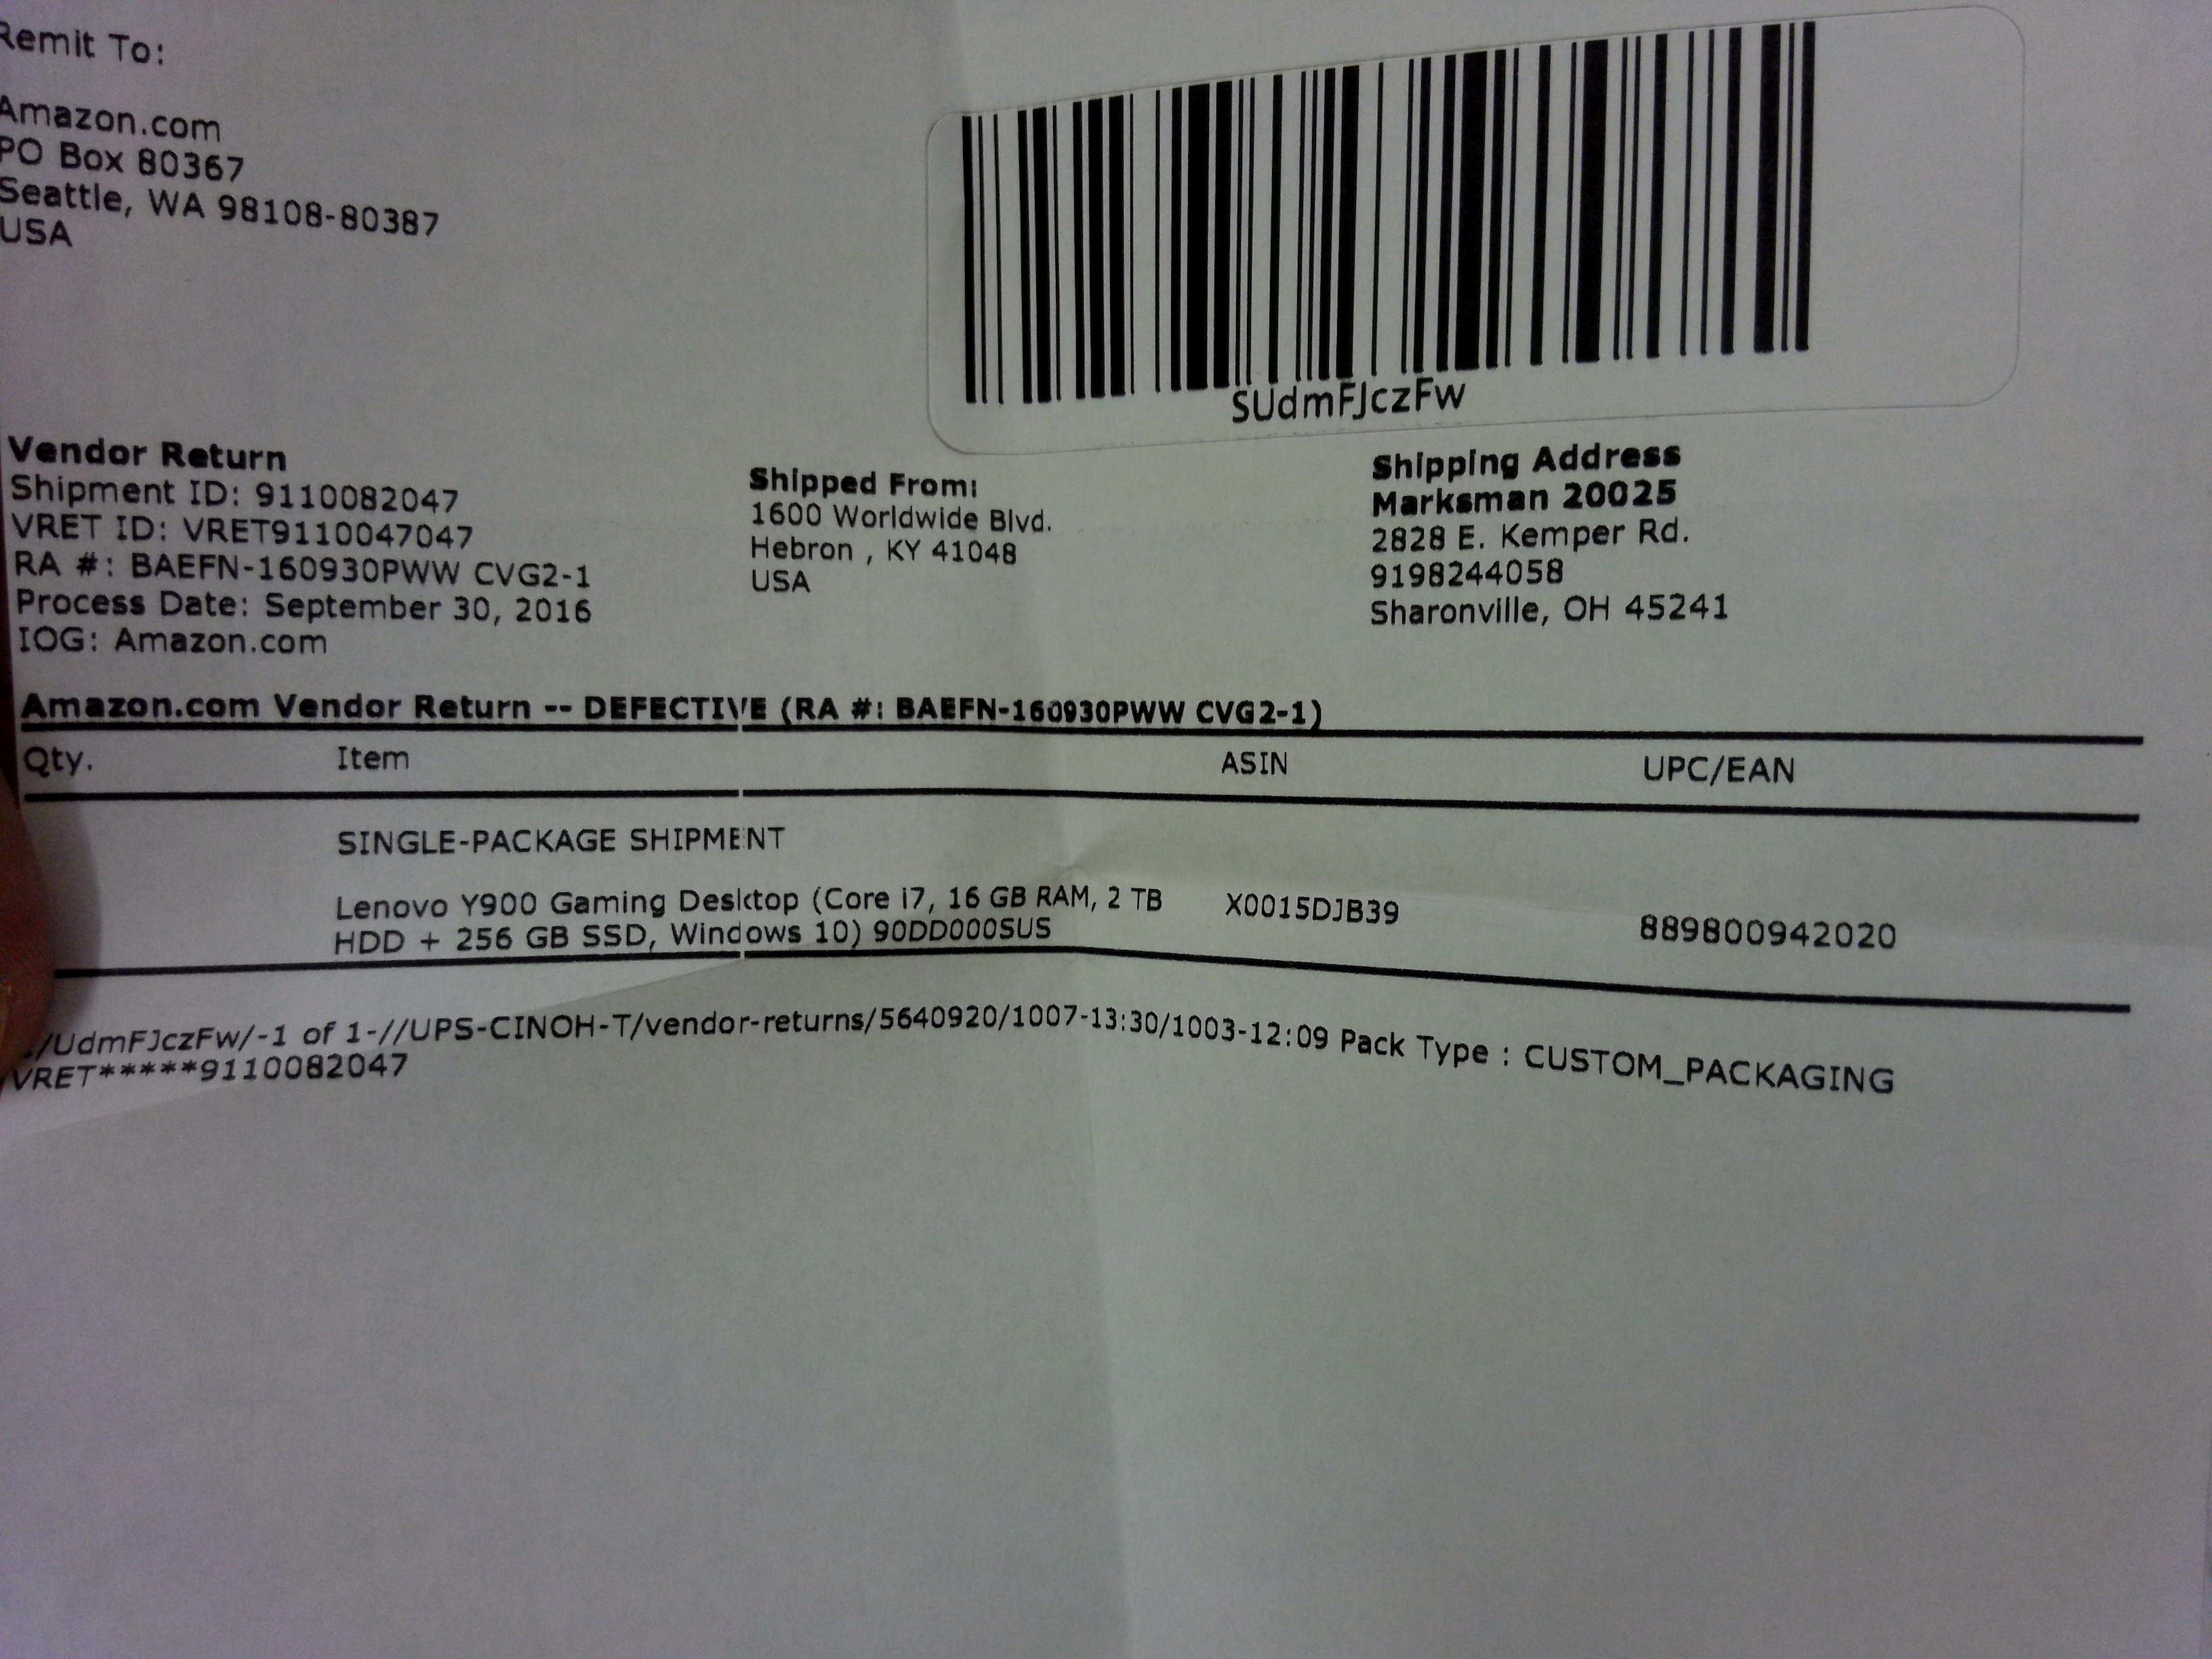 Remit To:
Amazon.com
PO Box 80367
Seattle, WA 98108-80387
USA
SUdmFJczFw
Vendor Return
Shipment ID: 9110082047
VRET ID: VRET9110047047
RA #: BAEFN-160930PWW CVG2-1
Process Date: September 30, 2016
IOG: Amazon.com
Shipped From:
1600 Worldwide Blvd.
Hebron , KY 41048
USA
Shipping Address
Marksman 20025
2828 E. Kemper Rd.
9198244058
Sharonville, OH 45241
Amazon.com Vendor Return -- DEFECTIVE (RA #: BAEFN-160930PWW CVG2-1)
Qty. Item ASIN UPC/EAN
SINGLE-PACKAGE SHIPMENT
Lenovo Y900 Gaming Desktop (Core i7, 16 GB RAM, 2 TB X0015DJB39 889800942020
HDD + 256 GB SSD, Windows 10) 90DD000SUS
/UdmFJczFw/-1 of 1-//UPS-CINOH-T/vendor-returns/5640920/1007-13:30/1003-12:09 Pack Type : CUSTOM_PACKAGING
VRET*****9110082047